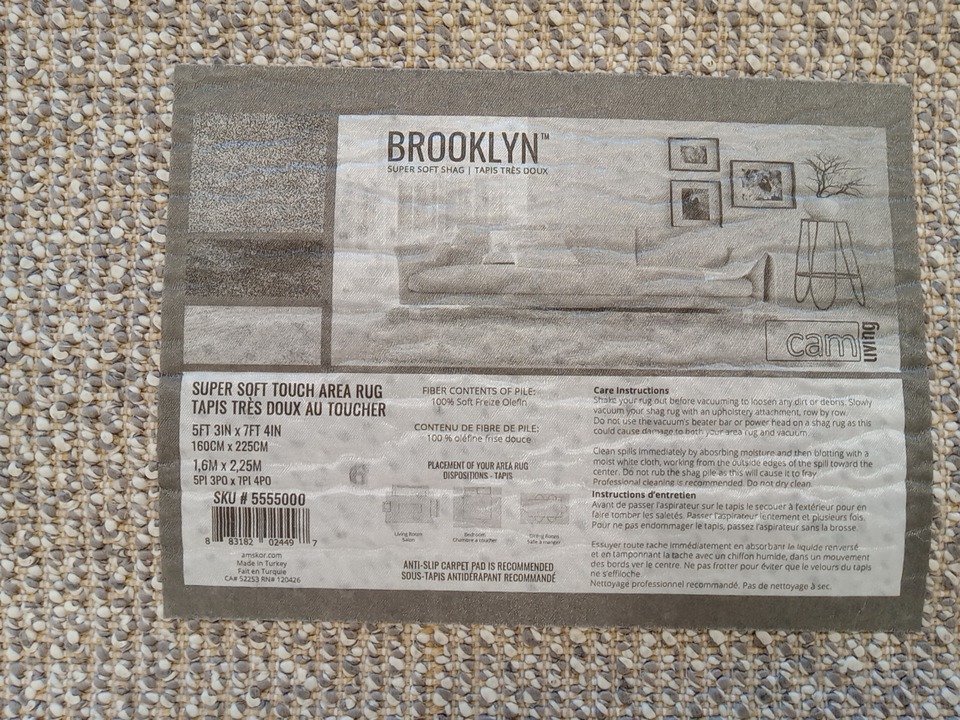 BROOKLYN™
SUPER SOFT SHAG | TAPIS TRÈS DOUX
cam
living
SUPER SOFT TOUCH AREA RUG
TAPIS TRÈS DOUX AU TOUCHER
5FT 3IN x 7FT 4IN
160CM x 225CM
1,6M x 2,25M
5PI 3PO x 7PI 4PO
SKU # 5555000
8 83182 02449 7
amskor.com
Made in Turkey
Fait en Turquie
CA# 52253 RN# 120426
FIBER CONTENTS OF PILE:
100% Soft Freize Olefin
CONTENU DE FIBRE DE PILE:
100 % oléfine frise douce
PLACEMENT OF YOUR AREA RUG
DISPOSITIONS - TAPIS
Living Room
Salon
Bedroom
Chambre a coucher
Dining Room
Salle à manger
ANTI-SLIP CARPET PAD IS RECOMMENDED
SOUS-TAPIS ANTIDÉRAPANT RECOMMANDÉ
Care Instructions
Shake your rug out before vacuuming to loosen any dirt or debris. Slowly
vacuum your shag rug with an upholstery attachment, row by row.
Do not use the vacuum's beater bar or power head on a shag rug as this
could cause damage to both your area rug and vacuum.
Clean spills immediately by absorbing moisture and then blotting with a
moist white cloth, working from the outside edges of the spill toward the
center. Do not rub the shag pile as this will cause it to fray.
Professional cleaning is recommended. Do not dry clean.
Instructions d'entretien
Avant de passer l'aspirateur sur le tapis le secouer à l'extérieur pour en
faire tomber les saletés. Passer l'aspirateur lentement et plusieurs fois.
Pour ne pas endommager le tapis, passez l'aspirateur sans la brosse.
Essuyer toute tache immédiatement en absorbant le liquide renversé
et en tamponnant la tache avec un chiffon humide, dans un mouvement
des bords ver le centre. Ne pas frotter pour éviter que le velours du tapis
ne s'effiloche.
Nettoyage professionnel recommandé. Pas de nettoyage à sec.